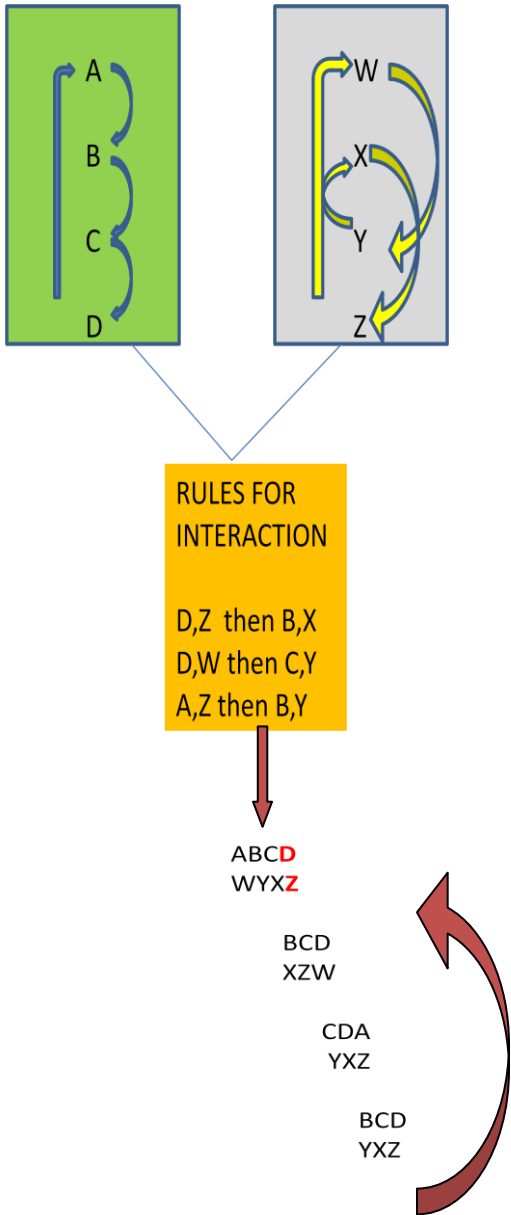 A
B
C
D
W
X
Y
Z
RULES FOR
INTERACTION
D,Z then B,X
D,W then C,Y
A,Z then B,Y
ABCD
WYXZ
BCD
XZW
CDA
YXZ
BCD
YXZ